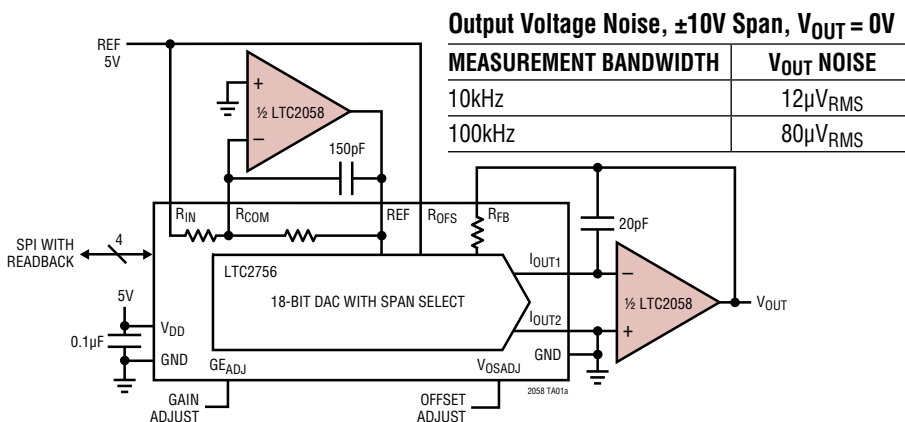 Output Voltage Noise, ±10V Span, VOUT = 0V
MEASUREMENT BANDWIDTH VOUT NOISE
10kHz 12µVRMS
100kHz 80µVRMS
REF
5V
+
½ LTC2058
–
150pF
RIN RCOM REF ROFS RFB
20pF
SPI WITH
READBACK
4
LTC2756
18-BIT DAC WITH SPAN SELECT
IOUT1
IOUT2
–
½ LTC2058
+
VOUT
5V
0.1µF
VDD
GND
GEADJ
VOSADJ
GND
2058 TA01a
GAIN
ADJUST
OFFSET
ADJUST